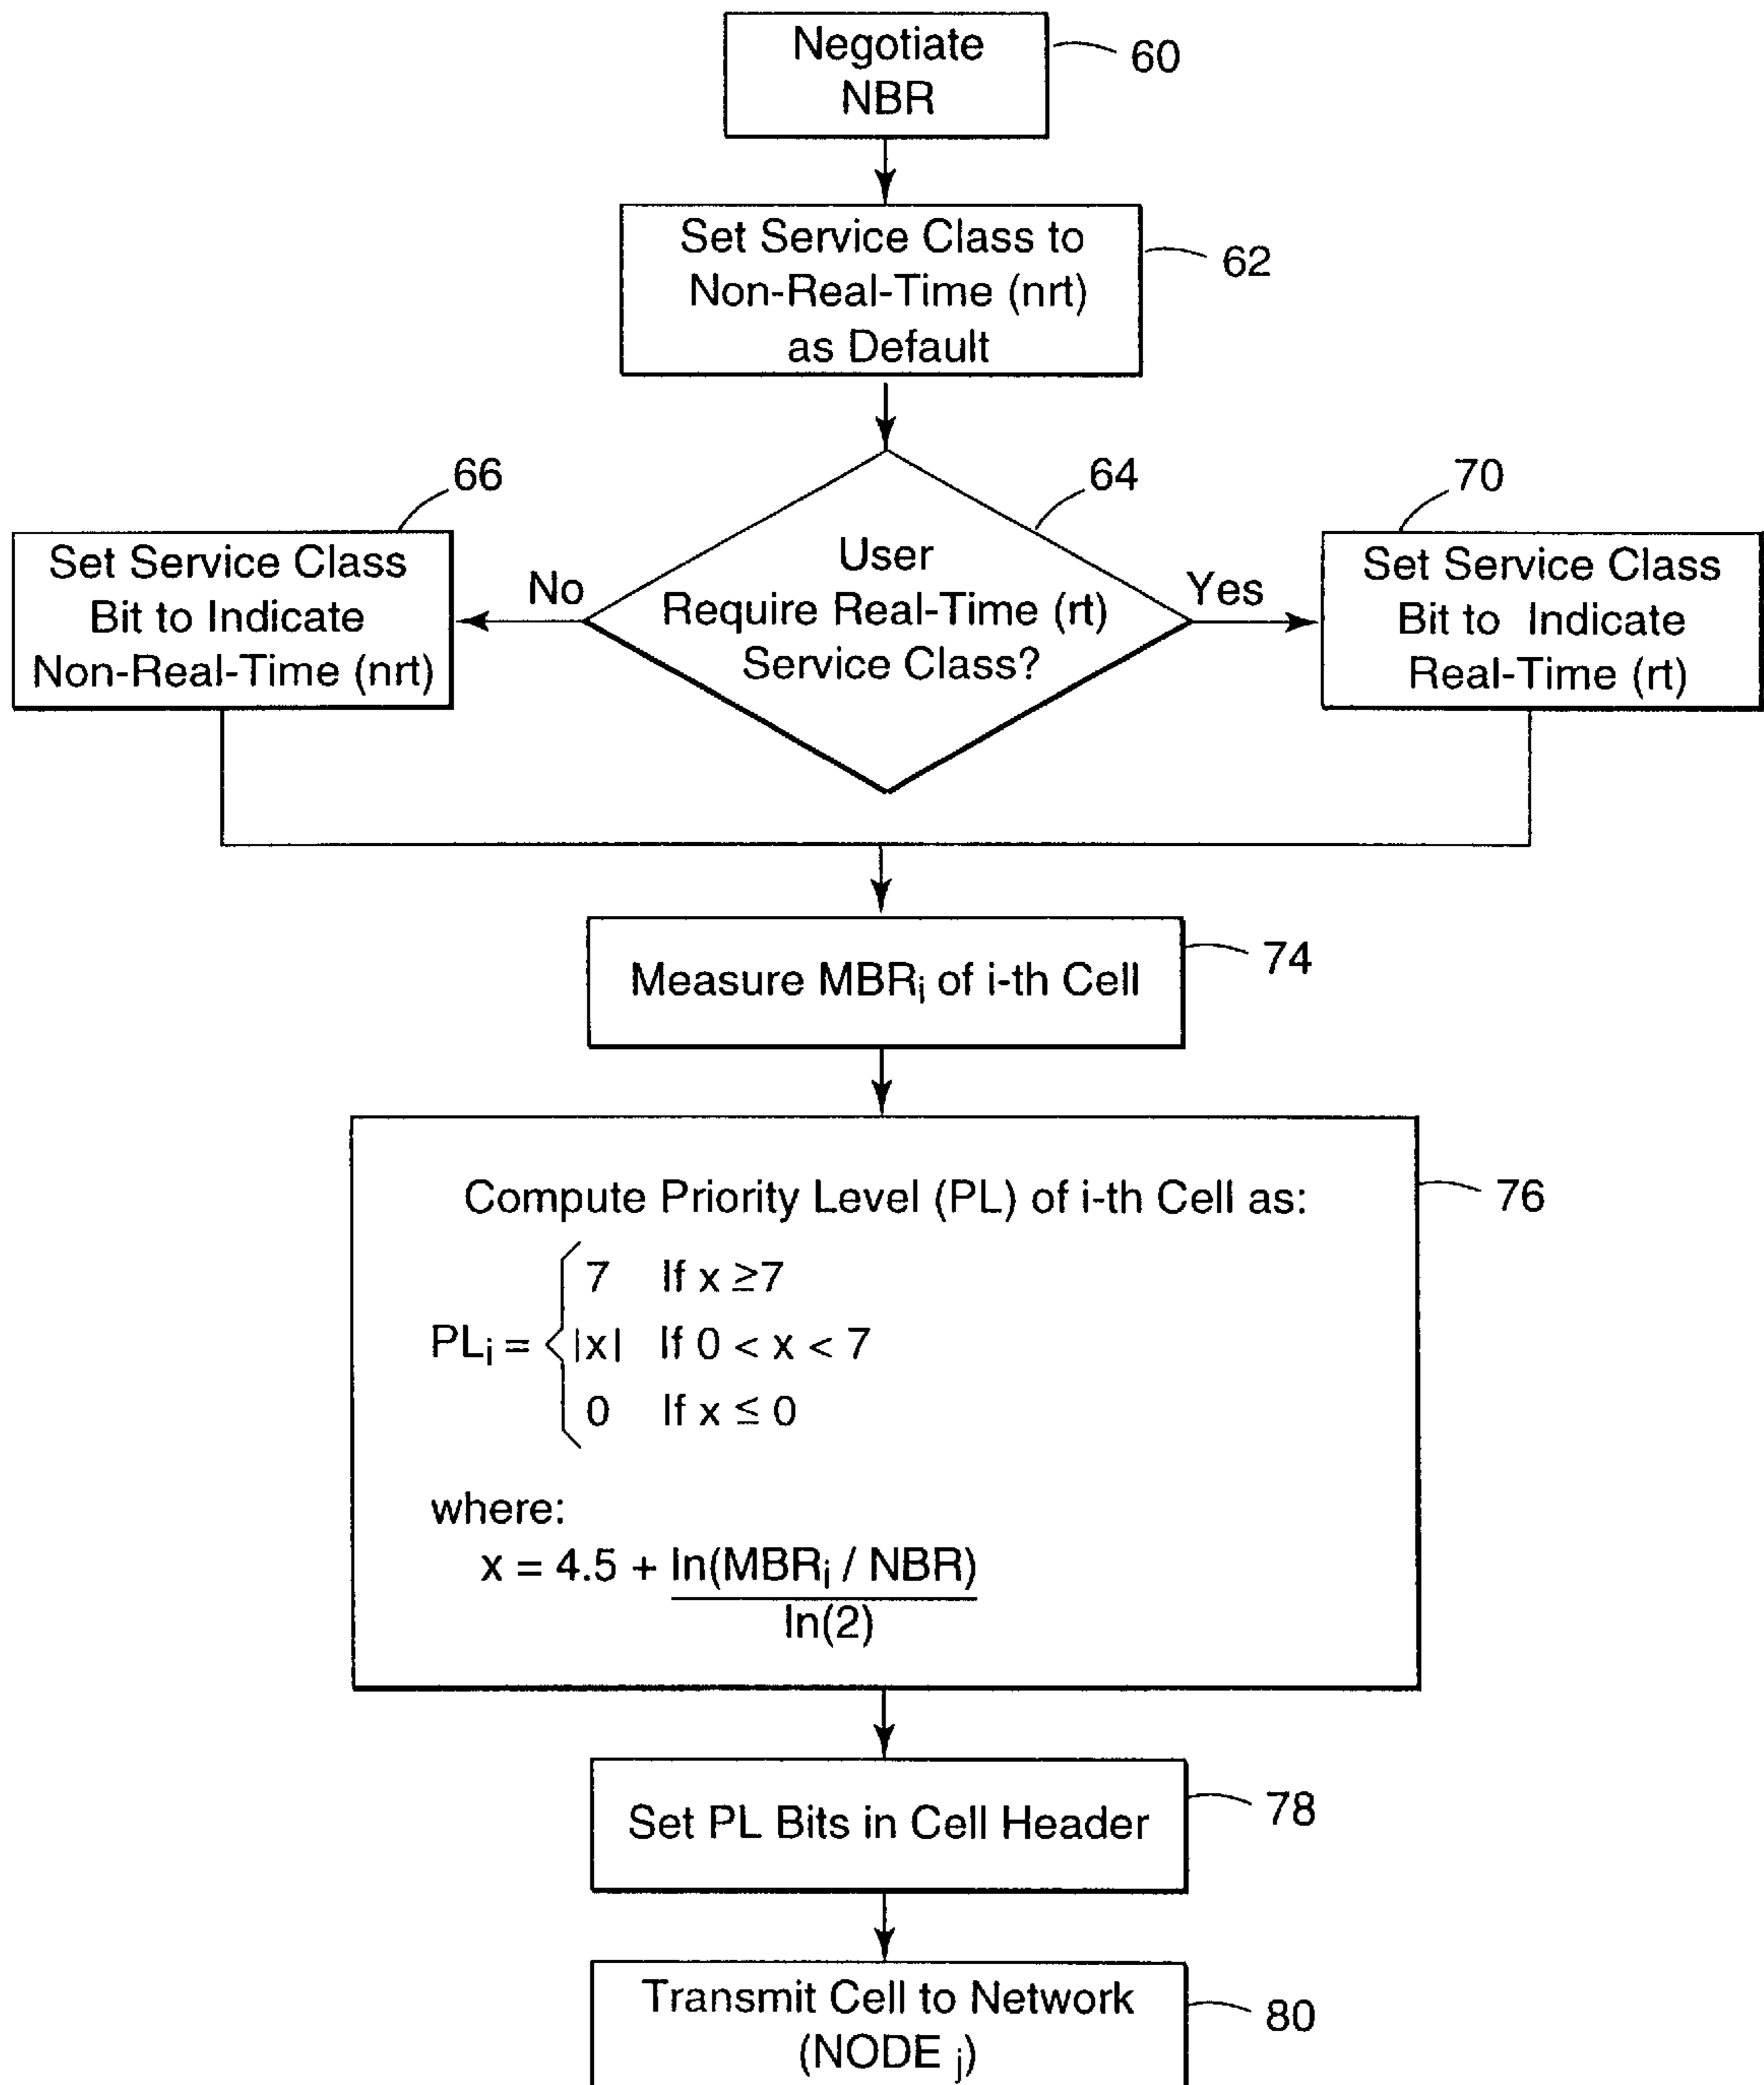 Negotiate
NBR
60
Set Service Class to
Non-Real-Time (nrt)
as Default
62
66
64
70
Set Service Class
Bit to Indicate
Non-Real-Time (nrt)
No
User
Require Real-Time (rt)
Service Class?
Yes
Set Service Class
Bit to Indicate
Real-Time (rt)
Measure MBRi of i-th Cell
74
Compute Priority Level (PL) of i-th Cell as:
76
7 If x ≥7
PLi = |x| If 0 < x < 7
0 If x ≤ 0
where:
x = 4.5 + ln(MBRi / NBR)
ln(2)
Set PL Bits in Cell Header
78
Transmit Cell to Network
(NODE j)
80